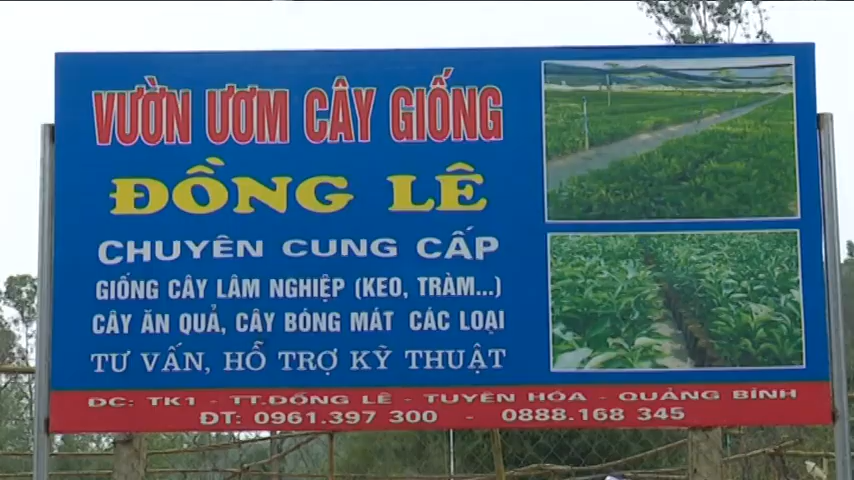 VƯỜN ƯƠM CÂY GIỐNG
ĐỒNG LÊ
CHUYÊN CUNG CẤP
GIỐNG CÂY LÂM NGHIỆP (KEO, TRÀM...)
CÂY ĂN QUẢ, CÂY BÓNG MÁT CÁC LOẠI
TƯ VẤN, HỖ TRỢ KỸ THUẬT
ĐC: TK1 - TT.ĐỒNG LÊ - TUYÊN HÓA - QUẢNG BÌNH
ĐT: 0961.397 300 - 0888.168 345